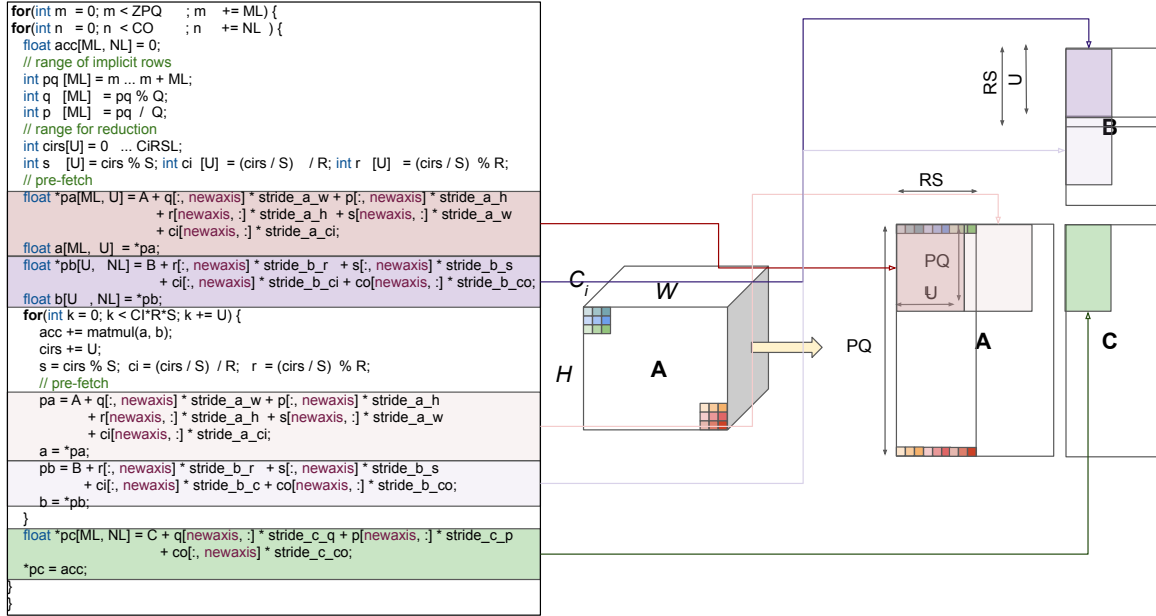 for(int m = 0; m < ZPQ ; m += ML) {
for(int n = 0; n < CO ; n += NL ) {
float acc[ML, NL] = 0;
// range of implicit rows
int pq [ML] = m ... m + ML;
int q [ML] = pq % Q;
int p [ML] = pq / Q;
// range for reduction
int cirs[U] = 0 ... CiRSL;
int s [U] = cirs % S; int ci [U] = (cirs / S) / R; int r [U] = (cirs / S) % R;
// pre-fetch
float *pa[ML, U] = A + q[:, newaxis] * stride_a_w + p[:, newaxis] * stride_a_h
+ r[newaxis, :] * stride_a_h + s[newaxis, :] * stride_a_w
+ ci[newaxis, :] * stride_a_ci;
float a[ML, U] = *pa;
float *pb[U, NL] = B + r[:, newaxis] * stride_b_r + s[:, newaxis] * stride_b_s
+ ci[:, newaxis] * stride_b_ci + co[newaxis, :] * stride_b_co;
float b[U , NL] = *pb;
for(int k = 0; k < CI*R*S; k += U) {
acc += matmul(a, b);
cirs += U;
s = cirs % S; ci = (cirs / S) / R; r = (cirs / S) % R;
// pre-fetch
pa = A + q[:, newaxis] * stride_a_w + p[:, newaxis] * stride_a_h
+ r[newaxis, :] * stride_a_h + s[newaxis, :] * stride_a_w
+ ci[newaxis, :] * stride_a_ci;
a = *pa;
pb = B + r[:, newaxis] * stride_b_r + s[:, newaxis] * stride_b_s
+ ci[:, newaxis] * stride_b_c + co[newaxis, :] * stride_b_co;
b = *pb;
}
float *pc[ML, NL] = C + q[newaxis, :] * stride_c_q + p[newaxis, :] * stride_c_p
+ co[:, newaxis] * stride_c_co;
*pc = acc;
}
}
Ci
W
H
A
RS
U
B
RS
PQ
U
PQ
A
C